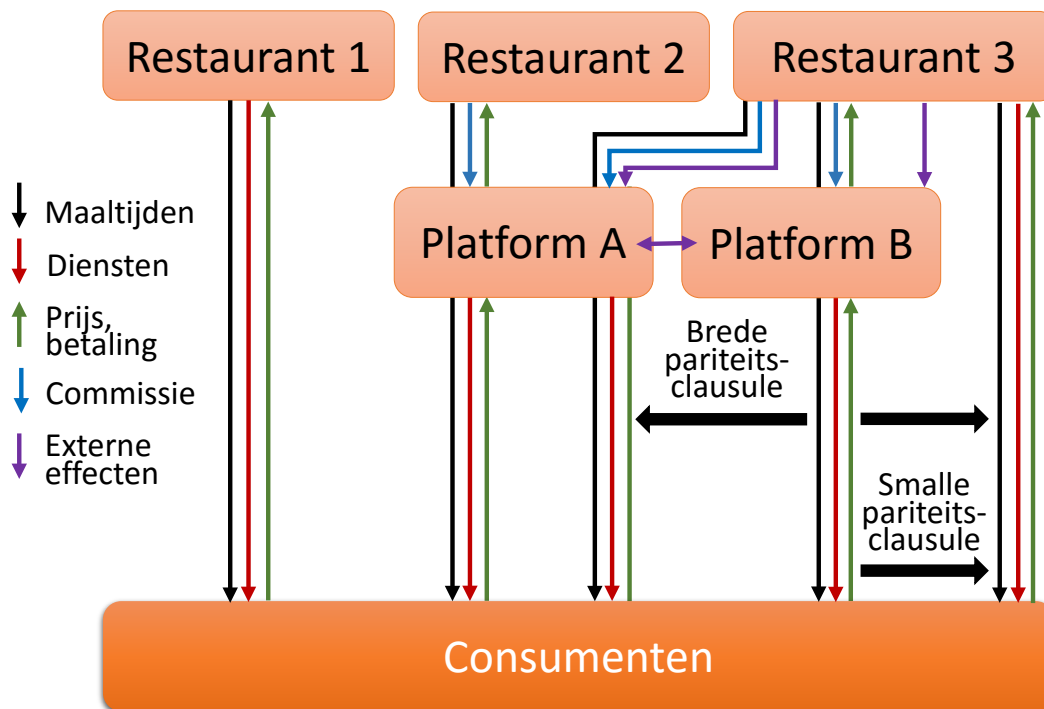 Restaurant 1
Restaurant 2
Restaurant 3
Maaltijden
Diensten
Prijs,
betaling
Commissie
Externe
effecten
Platform A
Platform B
Brede
pariteits-
clausule
Smalle
pariteits-
clausule
Consumenten